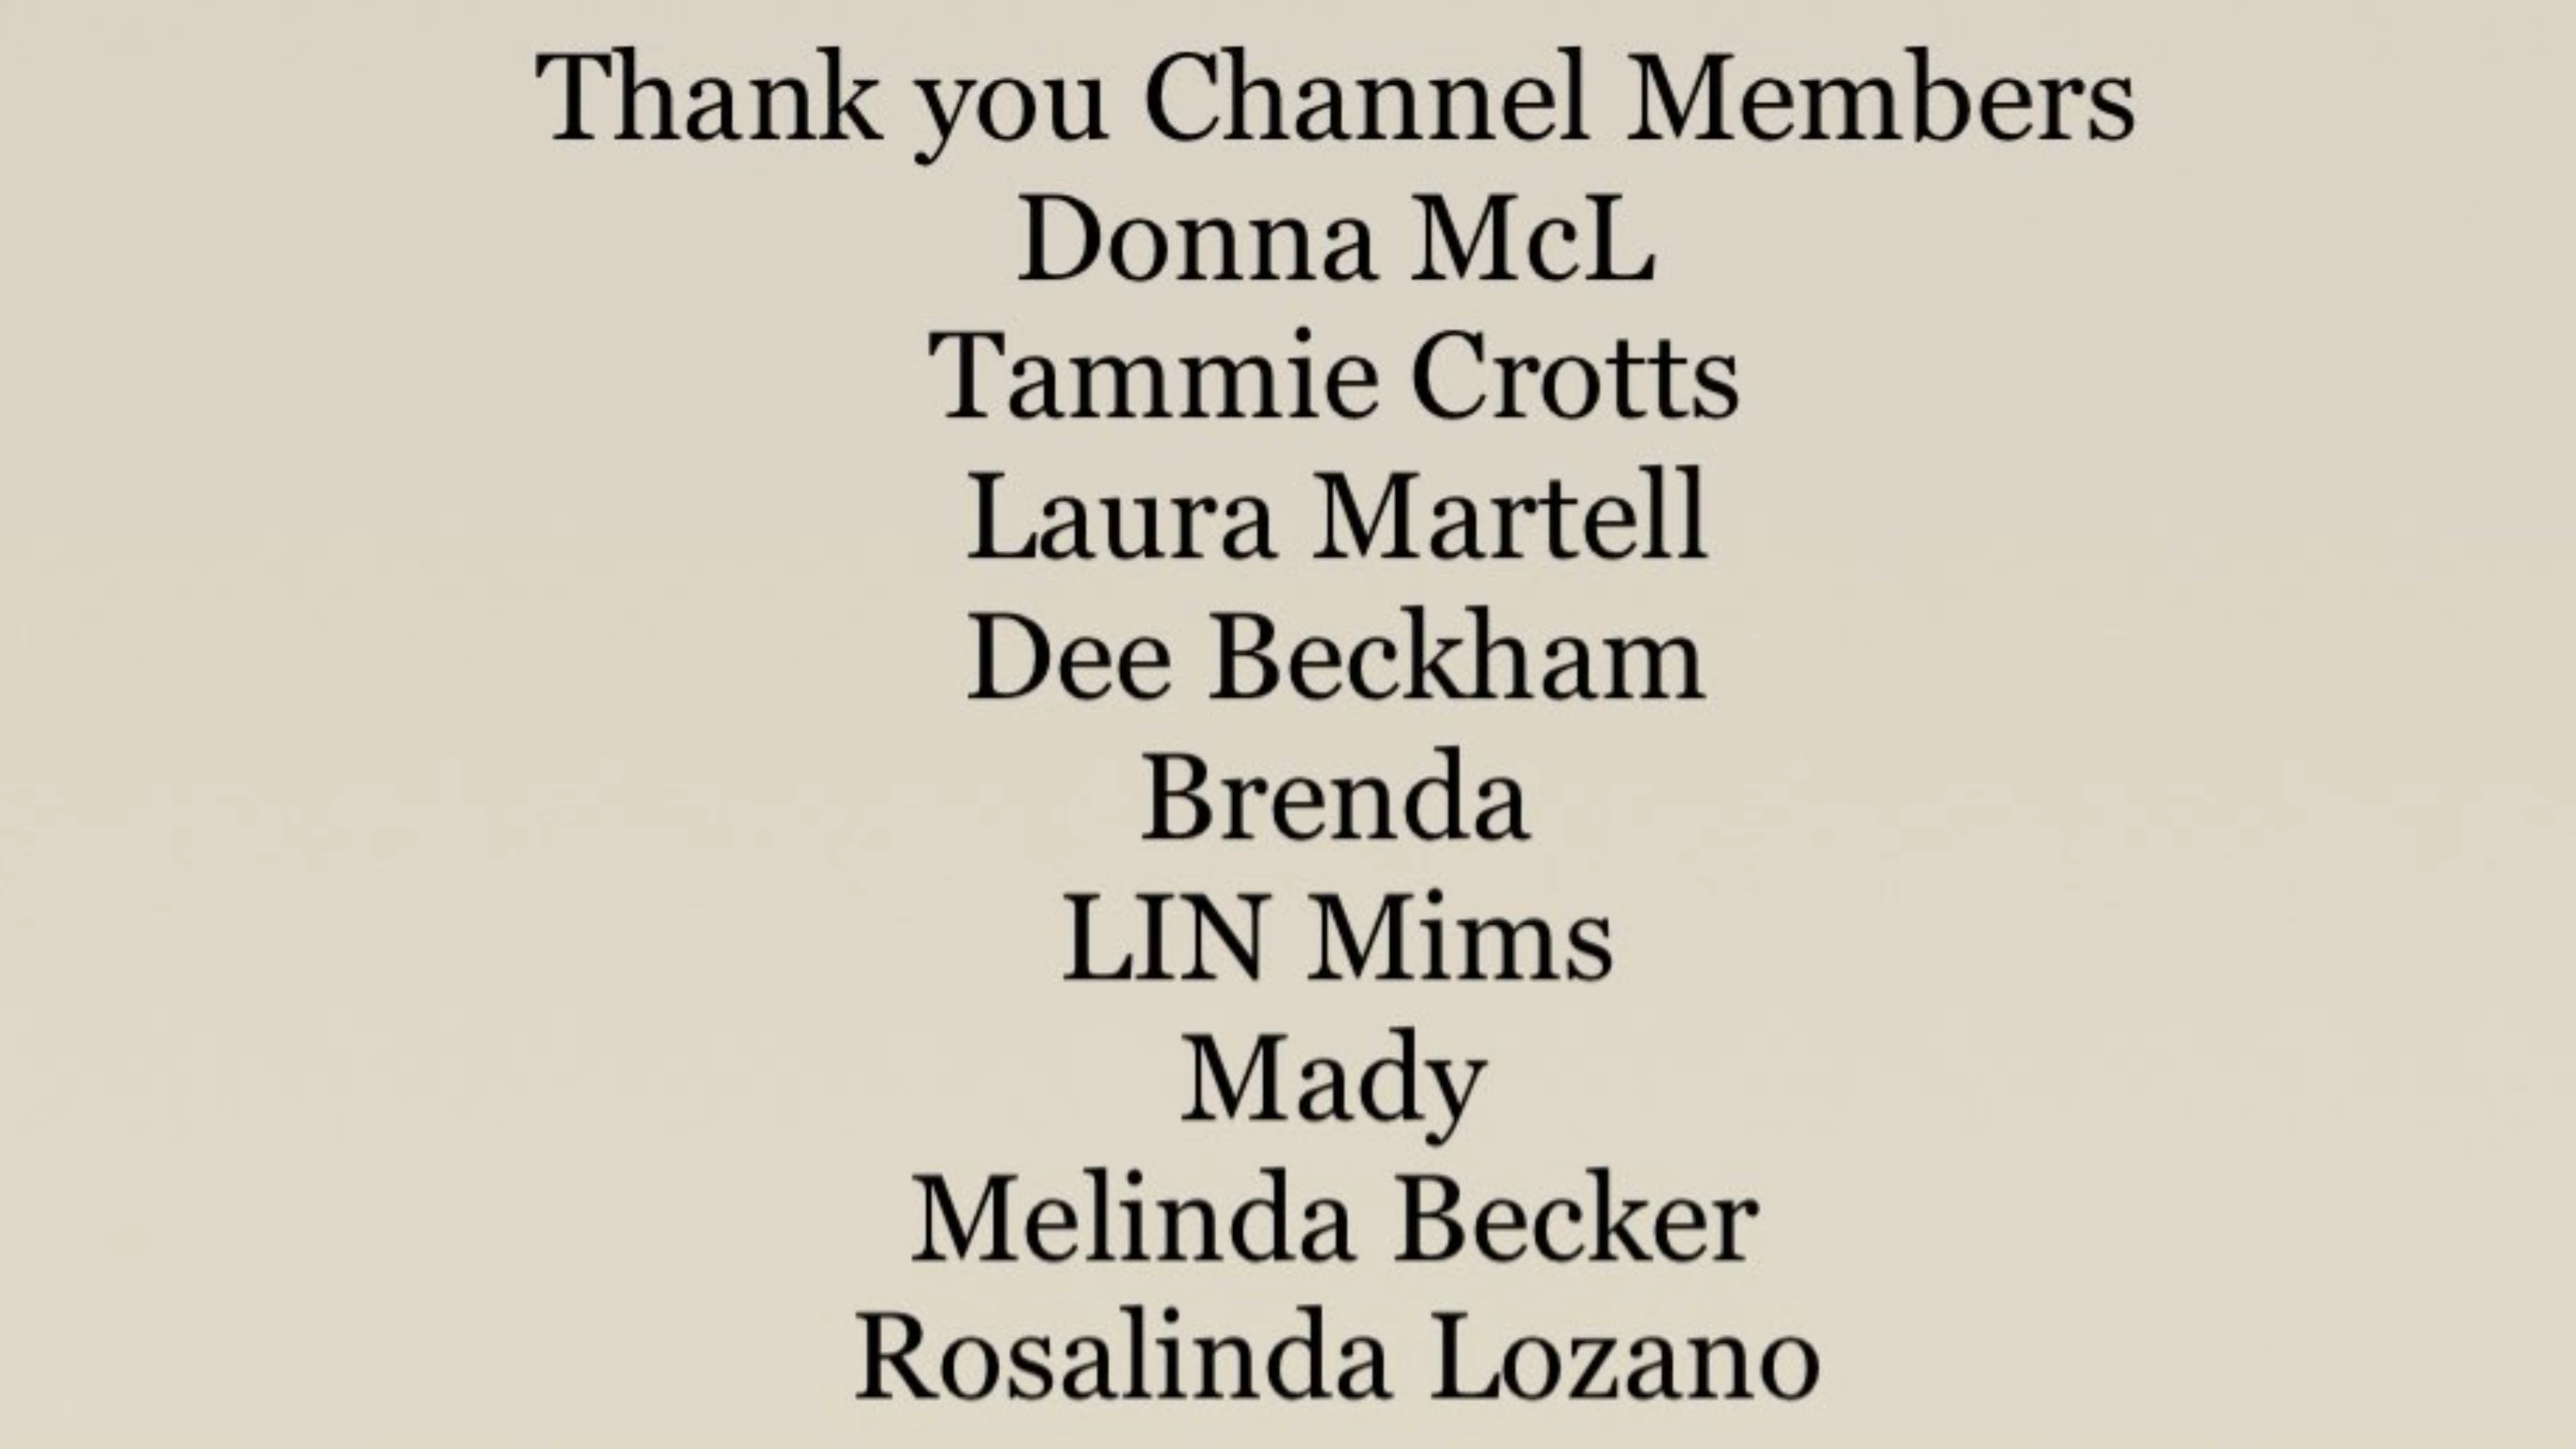 Thank you Channel Members
Donna McL
Tammie Crotts
Laura Martell
Dee Beckham
Brenda
LIN Mims
Mady
Melinda Becker
Rosalinda Lozano